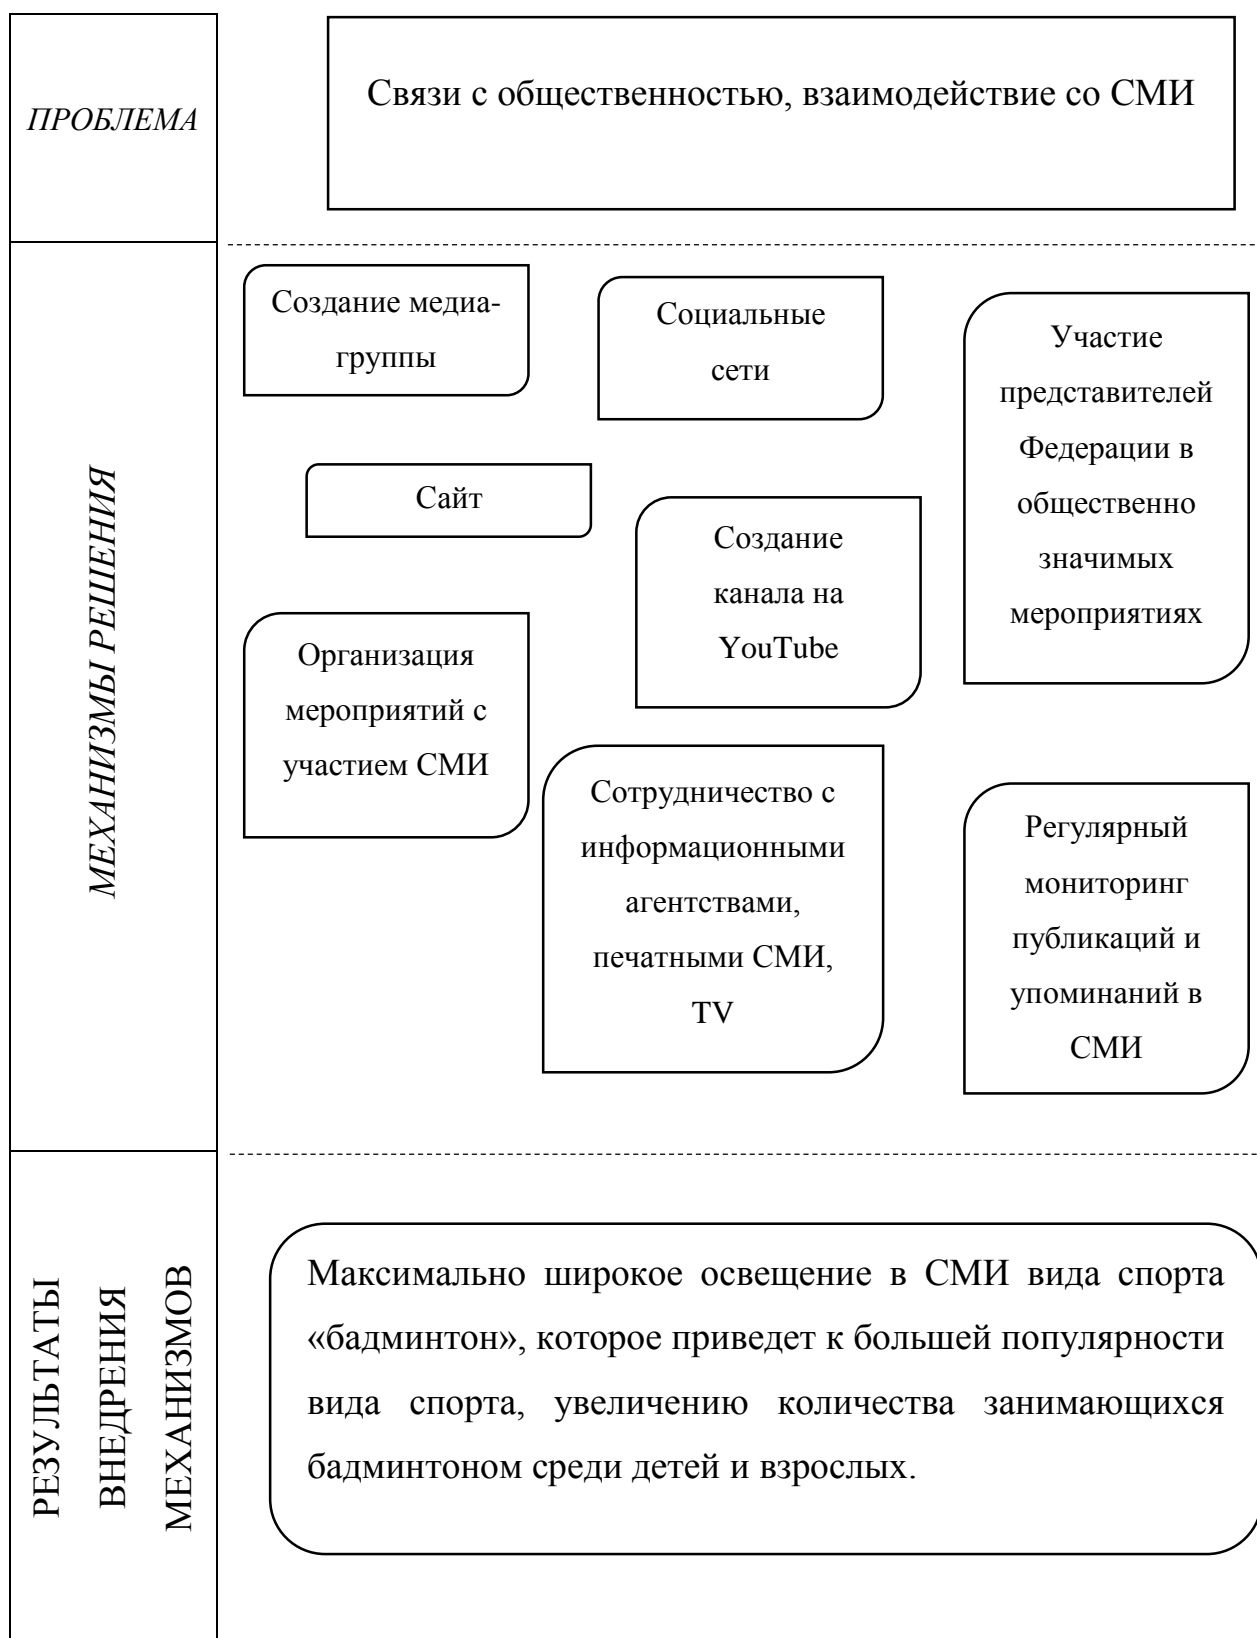 ПРОБЛЕМА
Связи с общественностью, взаимодействие со СМИ
МЕХАНИЗМЫ РЕШЕНИЯ
Создание медиа-
группы
Социальные
сети
Участие
представителей
Федерации в
общественно
значимых
мероприятиях
Сайт
Создание
канала на
YouTube
Организация
мероприятий с
участием СМИ
Сотрудничество с
информационными
агентствами,
печатными СМИ,
TV
Регулярный
мониторинг
публикаций и
упоминаний в
СМИ
РЕЗУЛЬТАТЫ
ВНЕДРЕНИЯ
МЕХАНИЗМОВ
Максимально широкое освещение в СМИ вида спорта
«бадминтон», которое приведет к большей популярности
вида спорта, увеличению количества занимающихся
бадминтоном среди детей и взрослых.